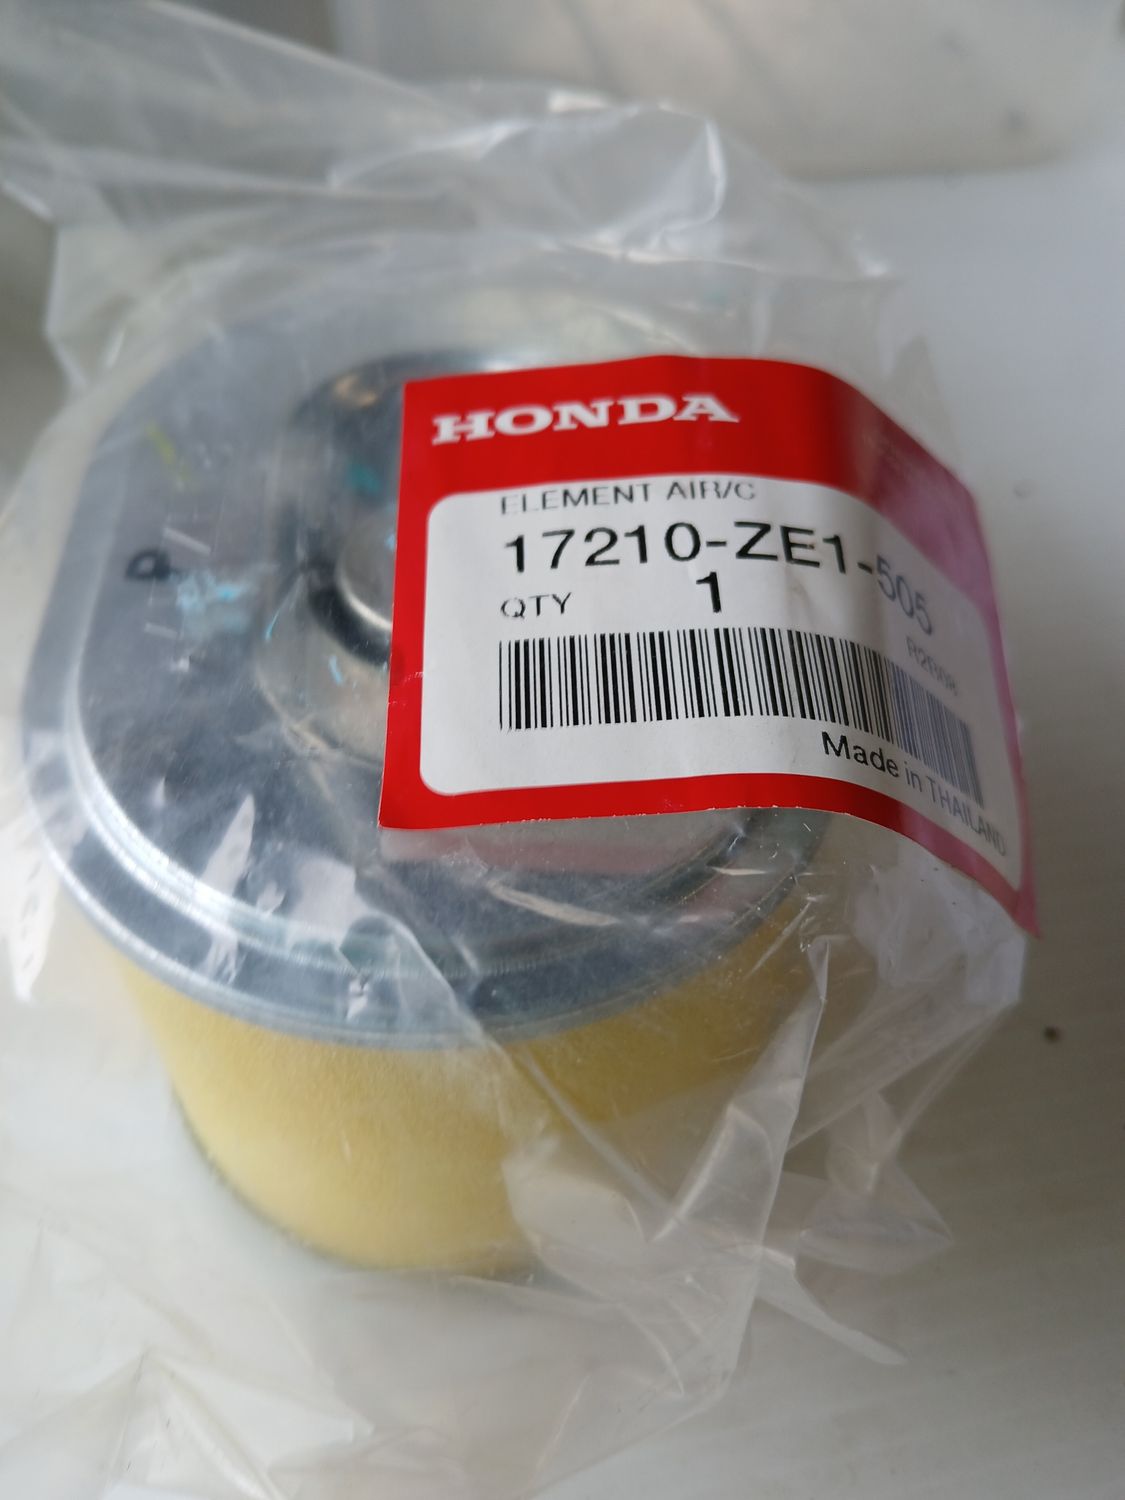 HONDA
ELEMENT AIR/C
17210-ZE1-505
QTY 1
Made in THAILAND
P